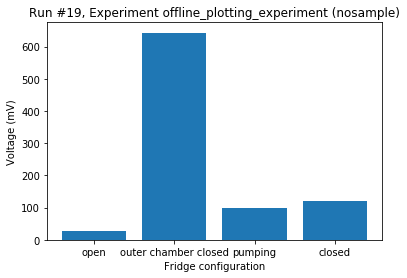 Run #19, Experiment offline_plotting_experiment (nosample)
600
500
400
300
200
100
0
Voltage (mV)
open outer chamber closed pumping closed
Fridge configuration